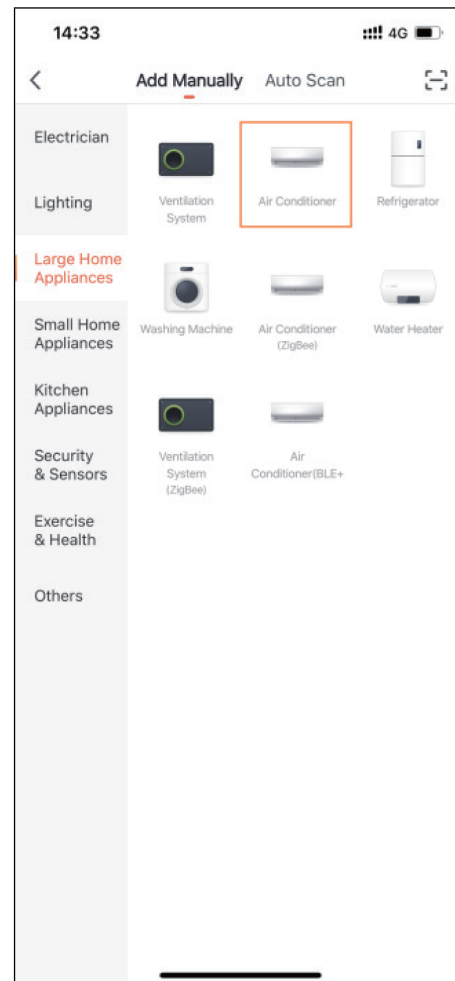 14:33
4G
Add Manually
Auto Scan
Electrician
Lighting
Large Home
Appliances
Small Home
Appliances
Kitchen
Appliances
Security
& Sensors
Exercise
& Health
Others
Ventilation
System
Air Conditioner
Refrigerator
Washing Machine
Air Conditioner
(ZigBee)
Water Heater
Ventilation
System
(ZigBee)
Air
Conditioner(BLE+